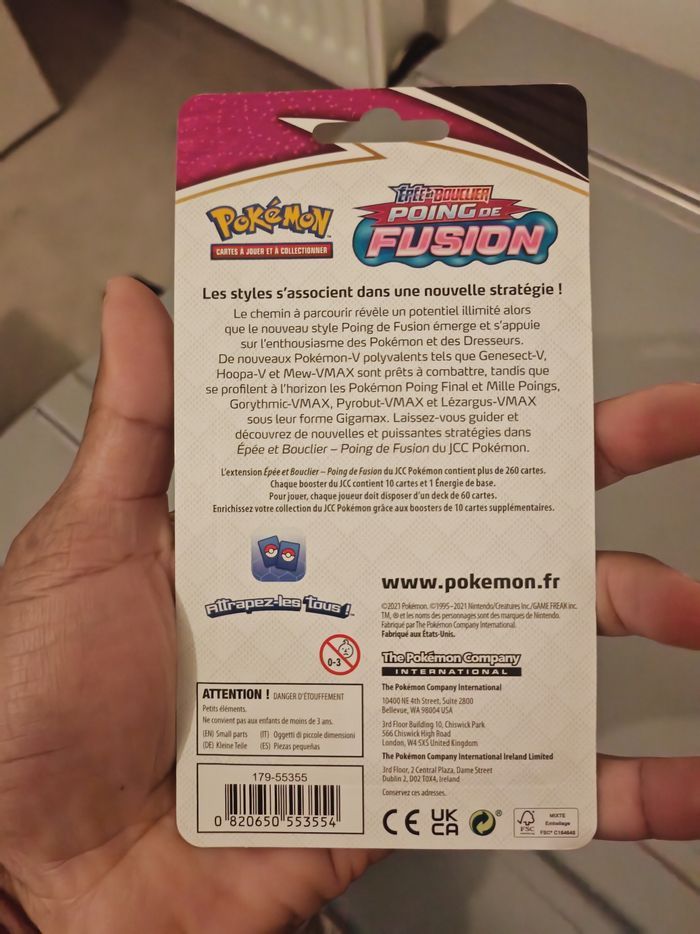 POKéMON™
CARTES À JOUER ET À COLLECTIONNER
ÉPÉE ET BOUCLIER
POING DE
FUSION
Les styles s'associent dans une nouvelle stratégie !
Le chemin à parcourir révèle un potentiel illimité alors
que le nouveau style Poing de Fusion émerge et s'appuie
sur l'enthousiasme des Pokémon et des Dresseurs.
De nouveaux Pokémon-V polyvalents tels que Genesect-V,
Hoopa-V et Mew-VMAX sont prêts à combattre, tandis que
se profilent à l'horizon les Pokémon Poing Final et Mille Poings,
Gorythmic-VMAX, Pyrobut-VMAX et Lézargus-VMAX
sous leur forme Gigamax. Laissez-vous guider et
découvrez de nouvelles et puissantes stratégies dans
Épée et Bouclier – Poing de Fusion du JCC Pokémon.
L'extension Épée et Bouclier – Poing de Fusion du JCC Pokémon contient plus de 260 cartes.
Chaque booster du JCC contient 10 cartes et 1 Énergie de base.
Pour jouer, chaque joueur doit disposer d'un deck de 60 cartes.
Enrichissez votre collection du JCC Pokémon grâce aux boosters de 10 cartes supplémentaires.
Attrapez-les Tous !™
www.pokemon.fr
©2021 Pokémon. ©1995–2021 Nintendo/Creatures Inc./GAME FREAK inc.
TM, ® et les noms des personnages sont des marques de Nintendo.
Fabriqué par The Pokémon Company International.
Fabriqué aux États-Unis.
0-3
The Pokémon Company
INTERNATIONAL
The Pokémon Company International
10400 NE 4th Street, Suite 2800
Bellevue, WA 98004 USA
3rd Floor Building 10, Chiswick Park
566 Chiswick High Road
London, W4 5XS United Kingdom
The Pokémon Company International Ireland Limited
3rd Floor, 2 Central Plaza, Dame Street
Dublin 2, D02 T0X4, Ireland
Conservez ces adresses.
ATTENTION ! DANGER D'ÉTOUFFEMENT
Petits éléments.
Ne convient pas aux enfants de moins de 3 ans.
(EN) Small parts (IT) Oggetti di piccole dimensioni
(DE) Kleine Teile (ES) Piezas pequeñas
179-55355
0 820650 553554
CE UK CA ®
FSC
MIXTE
Emballage
FSC® C164640